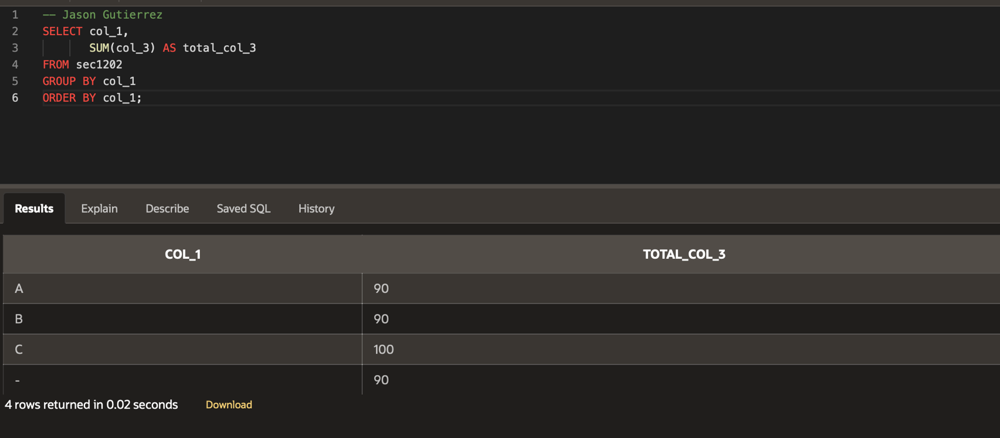 1 -- Jason Gutierrez
2 SELECT col_1,
3 SUM(col_3) AS total_col_3
4 FROM sec1202
5 GROUP BY col_1
6 ORDER BY col_1;
Results Explain Describe Saved SQL History
COL_1 TOTAL_COL_3
A 90
B 90
C 100
- 90
4 rows returned in 0.02 seconds Download